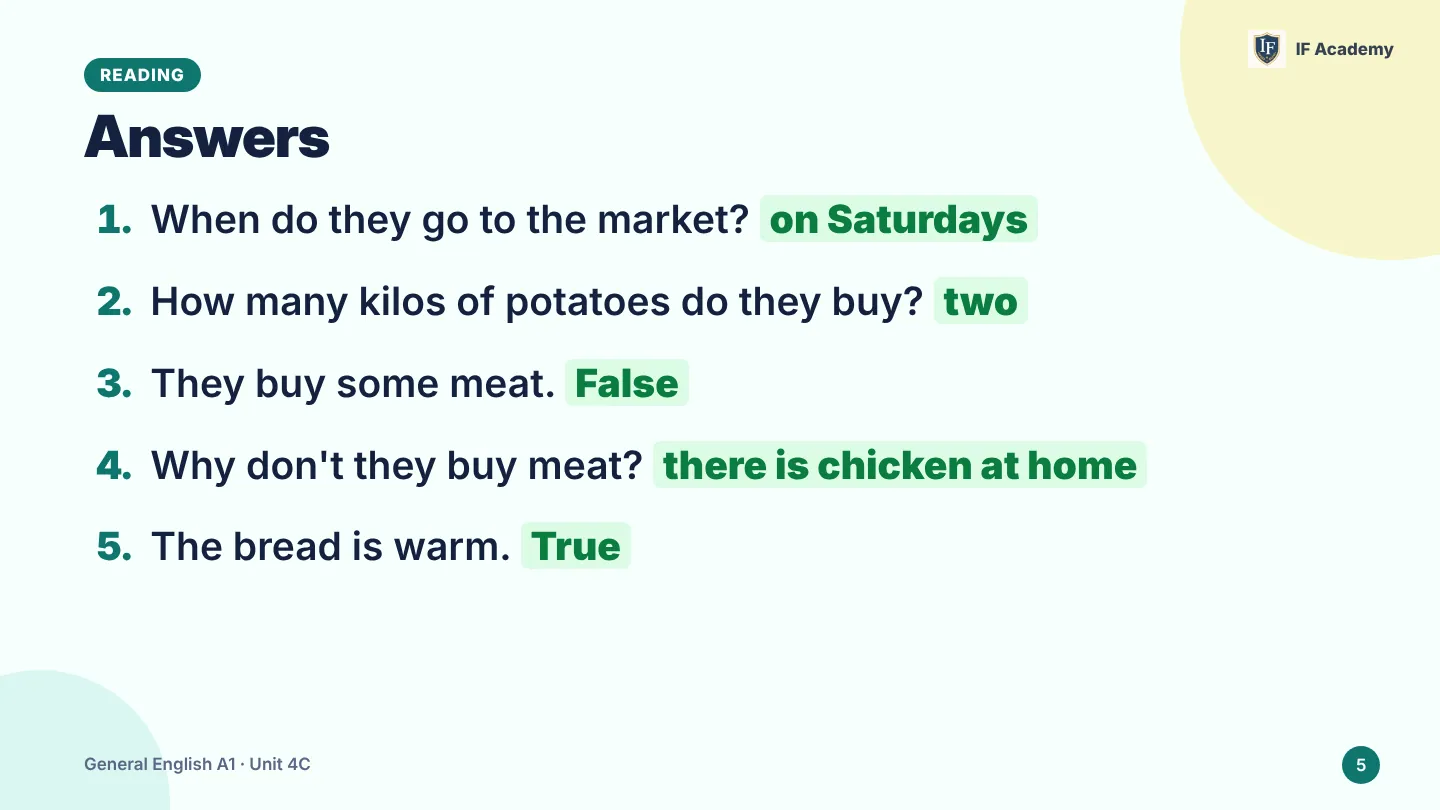 IF Academy
READING
Answers
1. When do they go to the market? on Saturdays
2. How many kilos of potatoes do they buy? two
3. They buy some meat. False
4. Why don't they buy meat? there is chicken at home
5. The bread is warm. True
General English A1 · Unit 4C
5